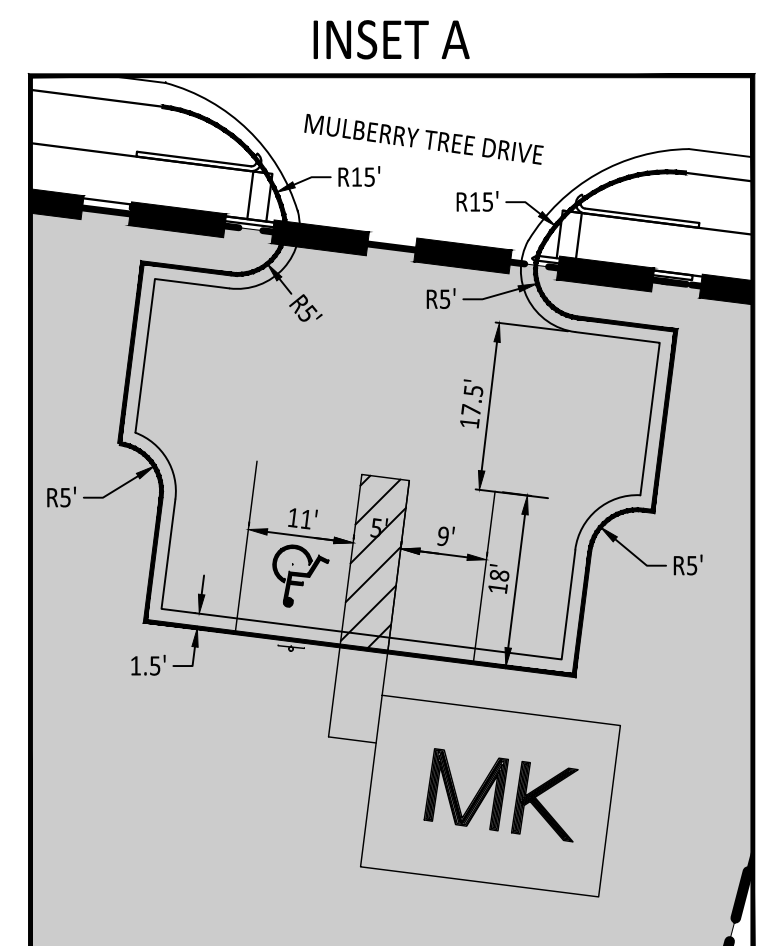 INSET A
MULBERRY TREE DRIVE
R15'
R15'
R5'
R5'
17.5'
R5'
11'
5'
9'
18'
R5'
1.5'
MK